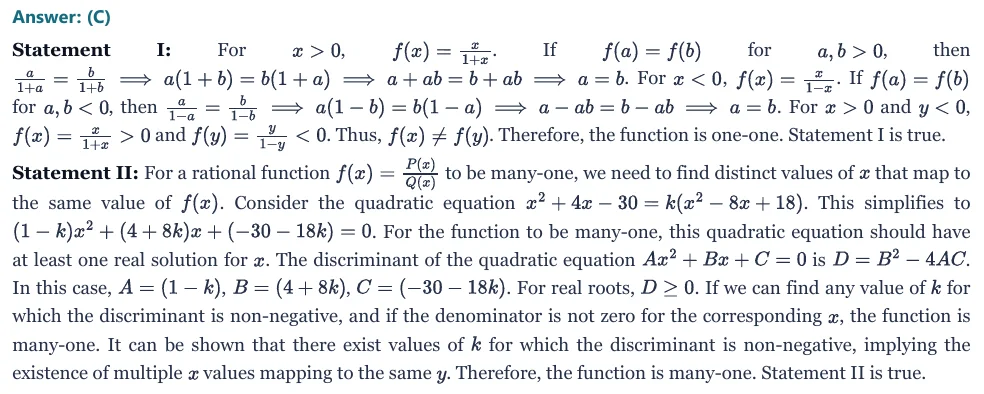 Answer: (C)
Statement I: For x > 0, f(x) = x/(1+x). If f(a) = f(b) for a, b > 0, then
a/(1+a) = b/(1+b) ⟹ a(1 + b) = b(1 + a) ⟹ a + ab = b + ab ⟹ a = b. For x < 0, f(x) = x/(1−x). If f(a) = f(b)
for a, b < 0, then a/(1−a) = b/(1−b) ⟹ a(1 − b) = b(1 − a) ⟹ a − ab = b − ab ⟹ a = b. For x > 0 and y < 0,
f(x) = x/(1+x) > 0 and f(y) = y/(1−y) < 0. Thus, f(x) ≠ f(y). Therefore, the function is one-one. Statement I is true.
Statement II: For a rational function f(x) = P(x)/Q(x) to be many-one, we need to find distinct values of x that map to
the same value of f(x). Consider the quadratic equation x² + 4x − 30 = k(x² − 8x + 18). This simplifies to
(1 − k)x² + (4 + 8k)x + (−30 − 18k) = 0. For the function to be many-one, this quadratic equation should have
at least one real solution for x. The discriminant of the quadratic equation Ax² + Bx + C = 0 is D = B² − 4AC.
In this case, A = (1 − k), B = (4 + 8k), C = (−30 − 18k). For real roots, D ≥ 0. If we can find any value of k for
which the discriminant is non-negative, and if the denominator is not zero for the corresponding x, the function is
many-one. It can be shown that there exist values of k for which the discriminant is non-negative, implying the
existence of multiple x values mapping to the same y. Therefore, the function is many-one. Statement II is true.